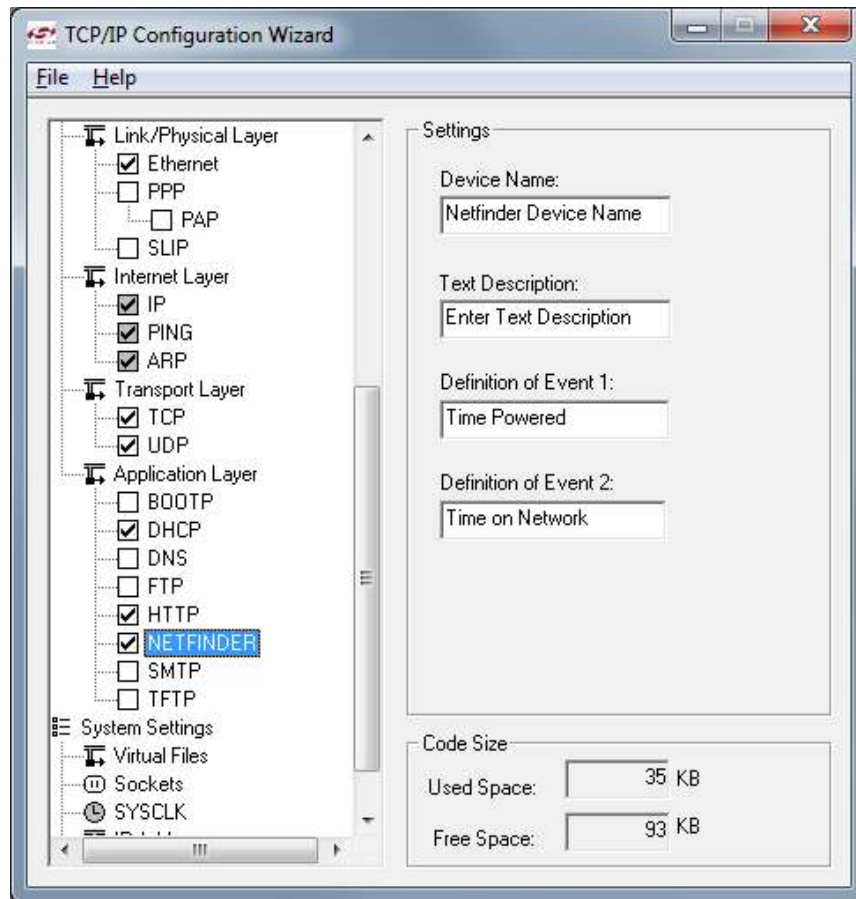 TCP/IP Configuration Wizard
File Help
Link/Physical Layer
Ethernet
PPP
PAP
SLIP
Internet Layer
IP
PING
ARP
Transport Layer
TCP
UDP
Application Layer
BOOTP
DHCP
DNS
FTP
HTTP
NETFINDER
SMTP
TFTP
System Settings
Virtual Files
Sockets
SYSCLK
Settings
Device Name:
Netfinder Device Name
Text Description:
Enter Text Description
Definition of Event 1:
Time Powered
Definition of Event 2:
Time on Network
Code Size
Used Space: 35 KB
Free Space: 93 KB